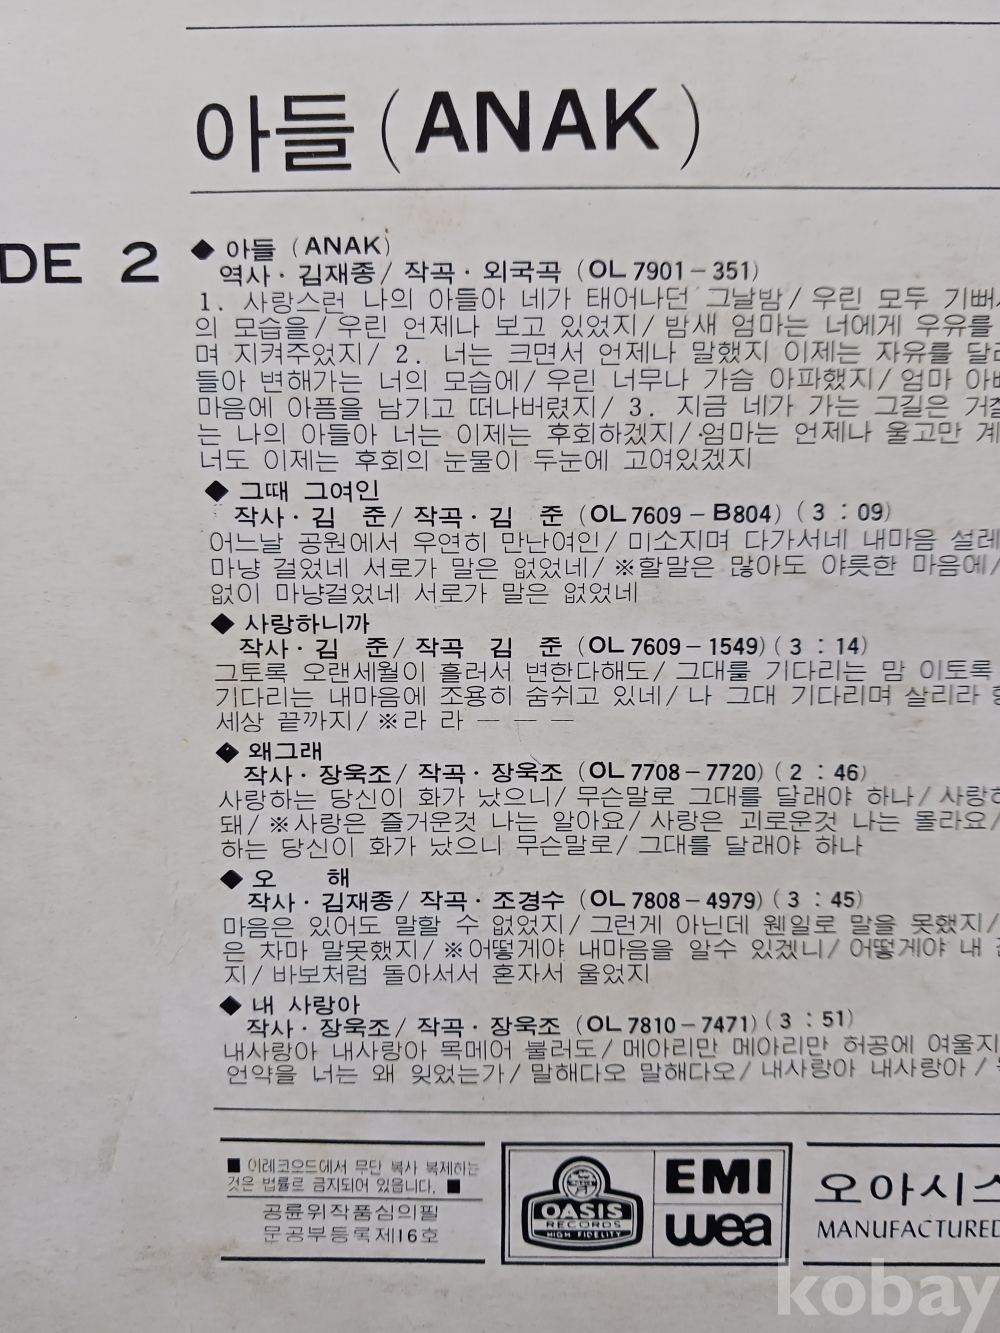 아들 (ANAK)
DE 2
◆ 아들 (ANAK)
역사 · 김재종/ 작곡 · 외국곡 (OL 7901－351)
1. 사랑스런 나의 아들아 네가 태어나던 그날밤/ 우린 모두 기뻐
의 모습을/ 우린 언제나 보고 있었지/ 밤새 엄마는 너에게 우유를
며 지켜주었지/ 2. 너는 크면서 언제나 말했지 이제는 자유를 달
들아 변해가는 너의 모습에/ 우린 너무나 가슴 아파했지/ 엄마 아빠
마음에 아픔을 남기고 떠나버렸지/ 3. 지금 네가 가는 그길은 거칠
는 나의 아들아 너는 이제는 후회하겠지/ 엄마는 언제나 울고만 계
너도 이제는 후회의 눈물이 두눈에 고여있겠지
◆ 그때 그여인
작사 · 김 준/ 작곡 · 김 준 (OL 7609－B804) (3 : 09)
어느날 공원에서 우연히 만난여인/ 미소지며 다가서네 내마음 설레
마냥 걸었네 서로가 말은 없었네/ ※할말은 많아도 야릇한 마음에/
없이 마냥걸었네 서로가 말은 없었네
◆ 사랑하니까
작사 · 김 준/ 작곡 김 준 (OL 7609－1549) (3 : 14)
그토록 오랜세월이 흘러서 변한다해도/ 그대를 기다리는 맘 이토록
기다리는 내마음에 조용히 숨쉬고 있네/ 나 그대 기다리며 살리라
세상 끝까지/ ※라 라 ― ― ―
◆ 왜그래
작사 · 장욱조/ 작곡 · 장욱조 (OL 7708－7720) (2 : 46)
사랑하는 당신이 화가 났으니/ 무슨말로 그대를 달래야 하나/ 사랑하
돼/ ※사랑은 즐거운것 나는 알아요/ 사랑은 괴로운것 나는 몰라요/
하는 당신이 화가 났으니 무슨말로/ 그대를 달래야 하나
◆ 오 해
작사 · 김재종/ 작곡 · 조경수 (OL 7808－4979) (3 : 45)
마음은 있어도 말할 수 없었지/ 그런게 아닌데 웬일로 말을 못했지/
은 차마 말못했지/ ※어떻게야 내마음을 알수 있겠니/ 어떻게야 내
지/ 바보처럼 돌아서서 혼자서 울었지
◆ 내 사랑아
작사 · 장욱조/ 작곡 · 장욱조 (OL 7810－7471) (3 : 51)
내사랑아 내사랑아 목메어 불러도/ 메아리만 메아리만 허공에 여울지
언약을 너는 왜 잊었는가/ 말해다오 말해다오/ 내사랑아 내사랑아/
■ 이레코오드에서 무단 복사 복제하는
것은 법률로 금지되어 있읍니다. ■
공륜위작품심의필
문공부등록제16호
OASIS
RECORDS
HIGH FIDELITY
EMI
wea
오아시스
MANUFACTURED
kobay